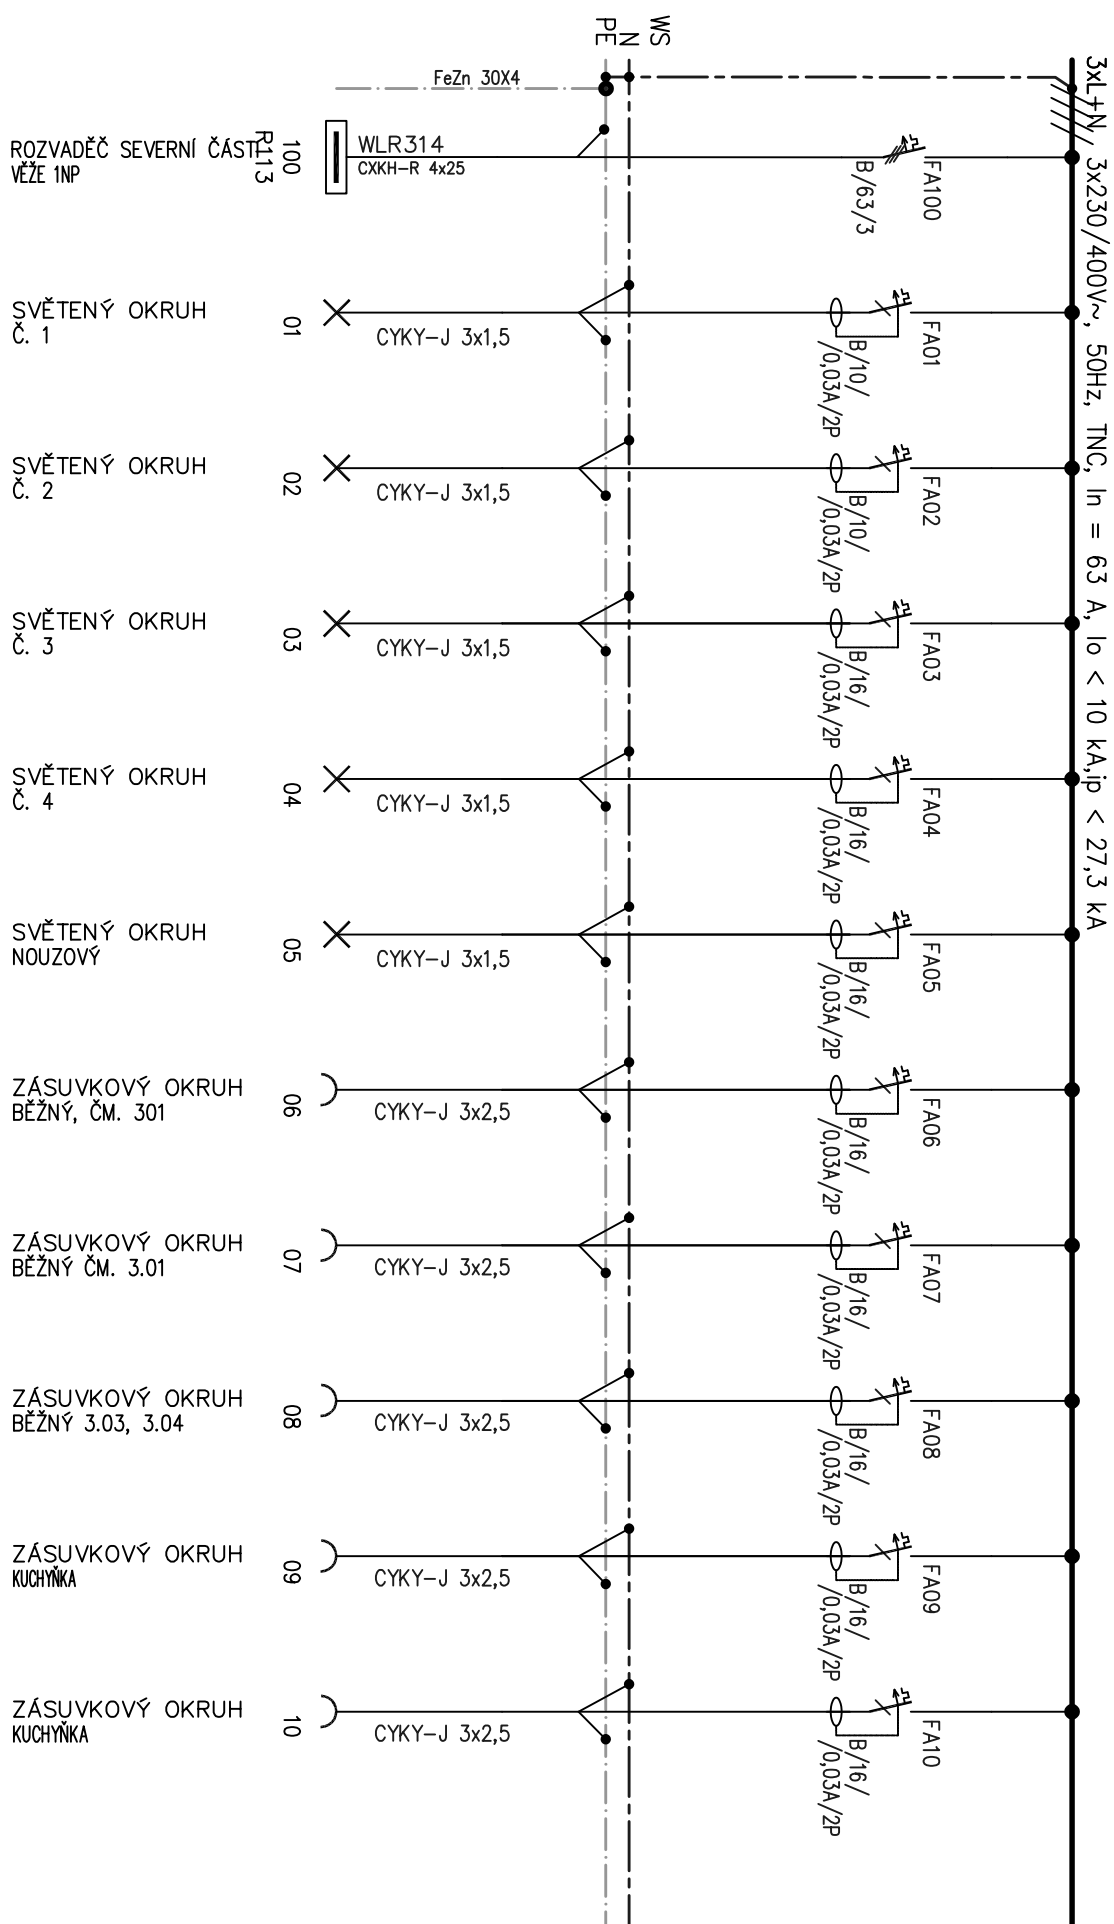 WS
N
PE
3xL+N, 3x230/400V~, 50Hz, TNC, In = 63 A, Io < 10 kA,ip < 27,3 kA
FeZn 30X4
ROZVADĚČ SEVERNÍ ČÁSTI
VĚŽE 1NP
R113
100
WLR314
CXKH-R 4x25
B/63/3
FA100
SVĚTENÝ OKRUH
Č. 1
01
CYKY-J 3x1,5
B/10/
/0,03A/2P
FA01
SVĚTENÝ OKRUH
Č. 2
02
CYKY-J 3x1,5
B/10/
/0,03A/2P
FA02
SVĚTENÝ OKRUH
Č. 3
03
CYKY-J 3x1,5
B/16/
/0,03A/2P
FA03
SVĚTENÝ OKRUH
Č. 4
04
CYKY-J 3x1,5
B/16/
/0,03A/2P
FA04
SVĚTENÝ OKRUH
NOUZOVÝ
05
CYKY-J 3x1,5
B/16/
/0,03A/2P
FA05
ZÁSUVKOVÝ OKRUH
BĚŽNÝ, ČM. 301
06
CYKY-J 3x2,5
B/16/
/0,03A/2P
FA06
ZÁSUVKOVÝ OKRUH
BĚŽNÝ ČM. 3.01
07
CYKY-J 3x2,5
B/16/
/0,03A/2P
FA07
ZÁSUVKOVÝ OKRUH
BĚŽNÝ 3.03, 3.04
08
CYKY-J 3x2,5
B/16/
/0,03A/2P
FA08
ZÁSUVKOVÝ OKRUH
KUCHYŇKA
09
CYKY-J 3x2,5
B/16/
/0,03A/2P
FA09
ZÁSUVKOVÝ OKRUH
KUCHYŇKA
10
CYKY-J 3x2,5
B/16/
/0,03A/2P
FA10